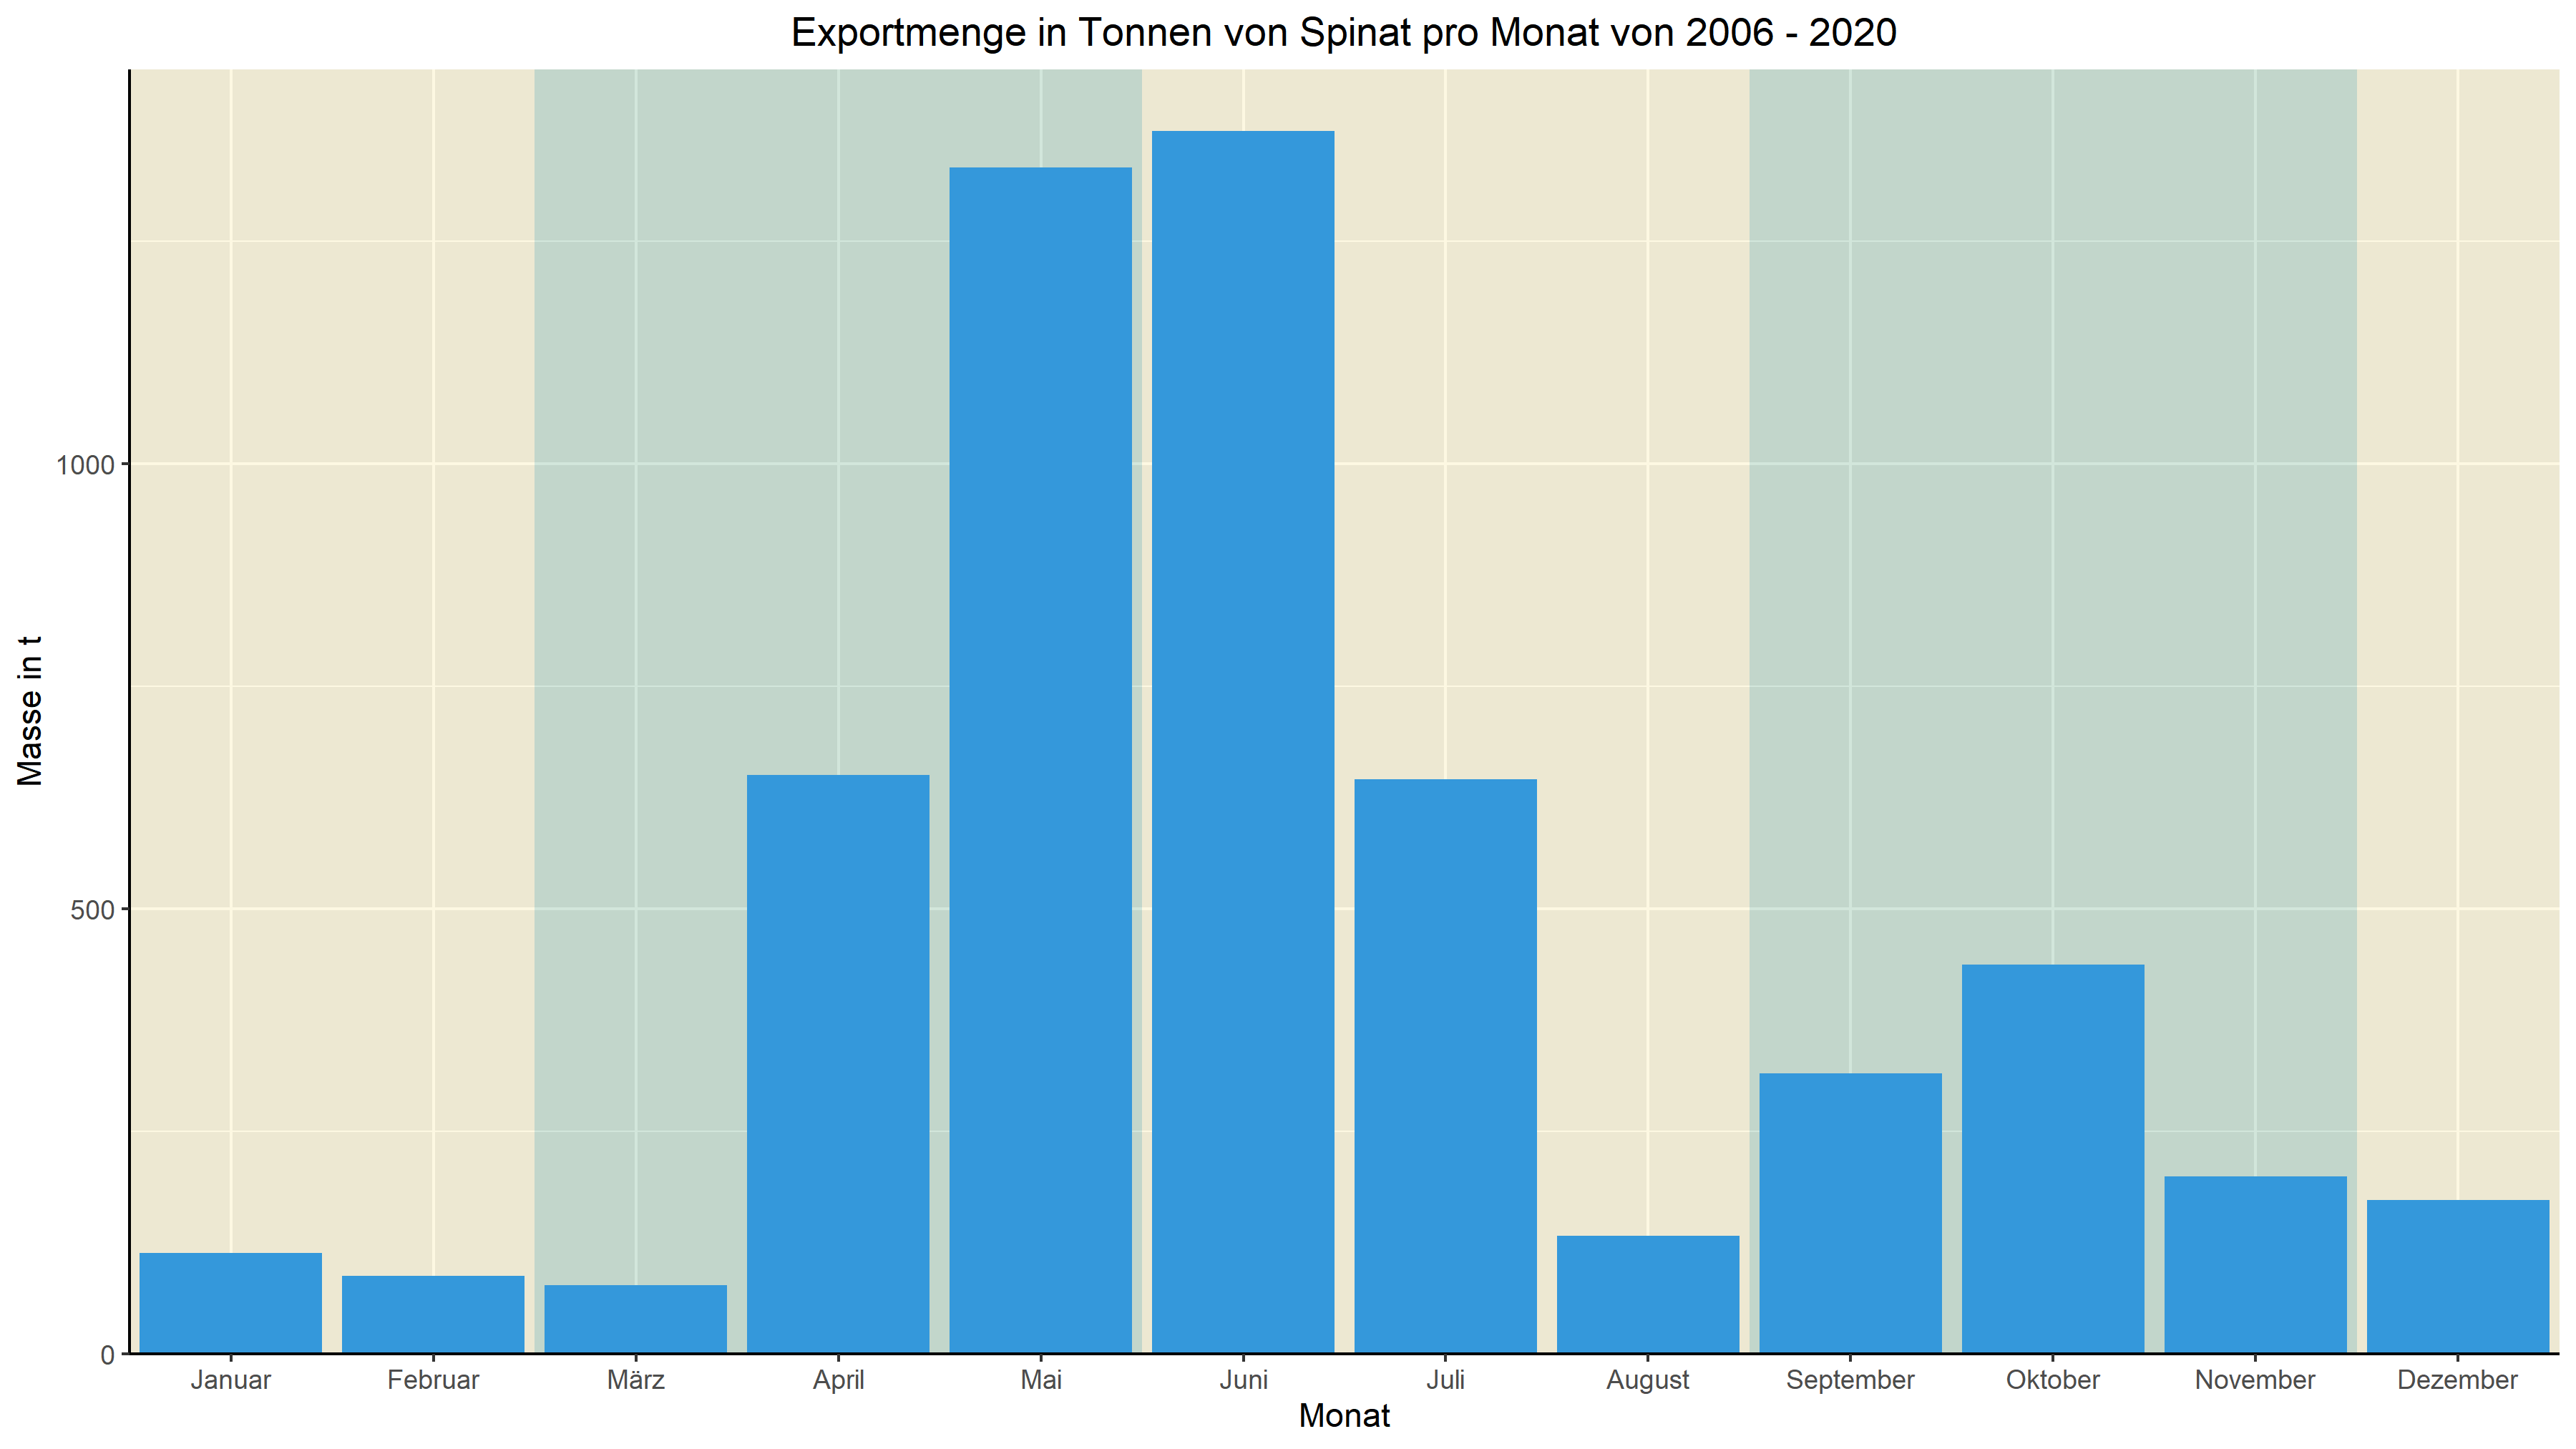 Exportmenge in Tonnen von Spinat pro Monat von 2006 - 2020
Masse in t
1000
500
0
Januar Februar März April Mai Juni Juli August September Oktober November Dezember
Monat